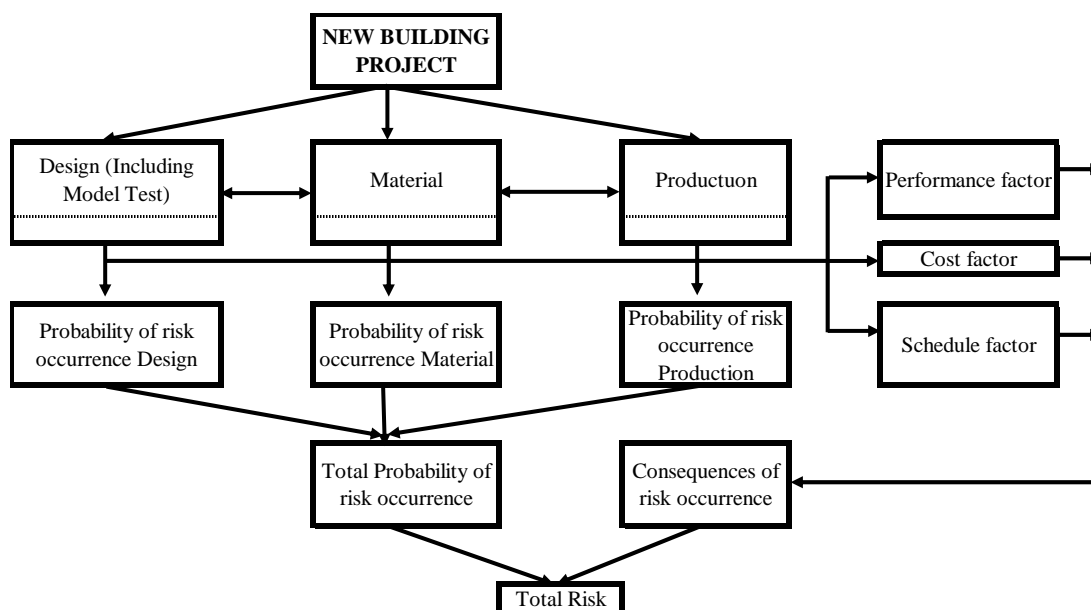 NEW BUILDING
PROJECT
Design (Including
Model Test)
Material
Productuon
Performance factor
Cost factor
Schedule factor
Probability of risk
occurrence Design
Probability of risk
occurrence Material
Probability of risk
occurrence
Production
Total Probability of
risk occurrence
Consequences of
risk occurrence
Total Risk